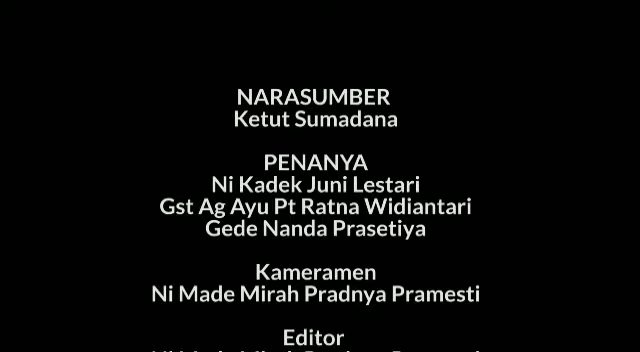 NARASUMBER
Ketut Sumadana
PENANYA
Ni Kadek Juni Lestari
Gst Ag Ayu Pt Ratna Widiantari
Gede Nanda Prasetiya
Kameramen
Ni Made Mirah Pradnya Pramesti
Editor